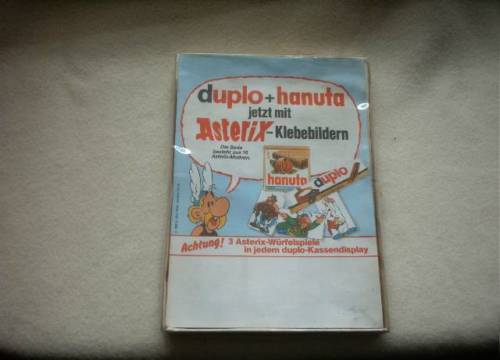 duplo+hanuta
jetzt mit
Asterix-Klebebildern
Die Serie
besteht aus 16
Asterix-Motiven.
hanuta
duplo
Achtung! 3 Asterix-Würfelspiele
in jedem duplo-Kassendisplay